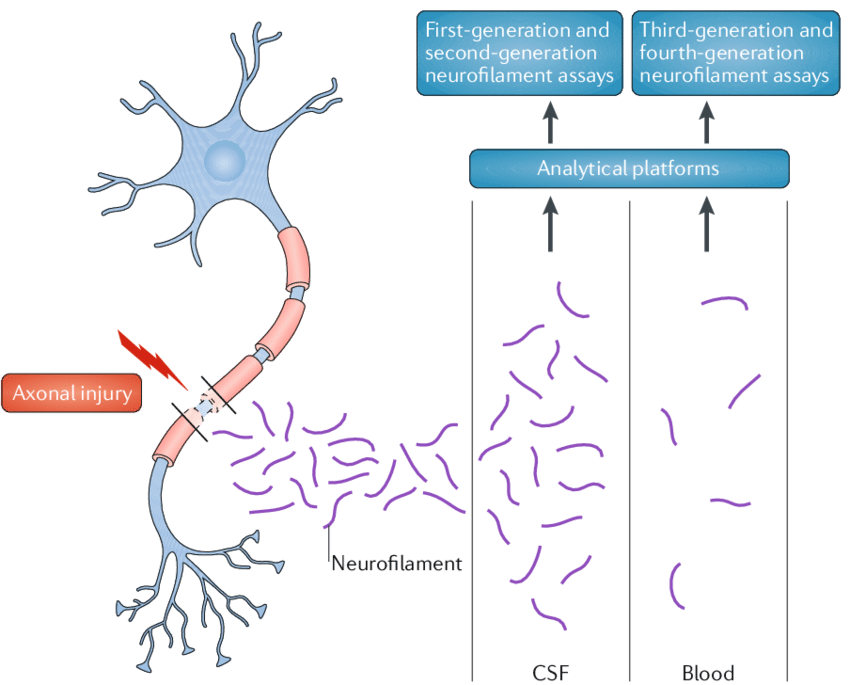 First-generation and
second-generation
neurofilament assays
Third-generation and
fourth-generation
neurofilament assays
Analytical platforms
Axonal injury
Neurofilament
CSF
Blood